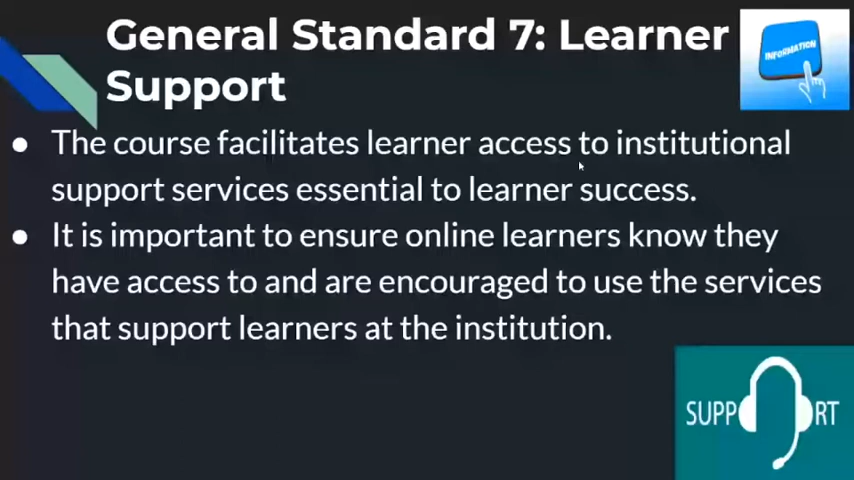 General Standard 7: Learner
Support
INFORMATION
● The course facilitates learner access to institutional
support services essential to learner success.
● It is important to ensure online learners know they
have access to and are encouraged to use the services
that support learners at the institution.
SUPP RT